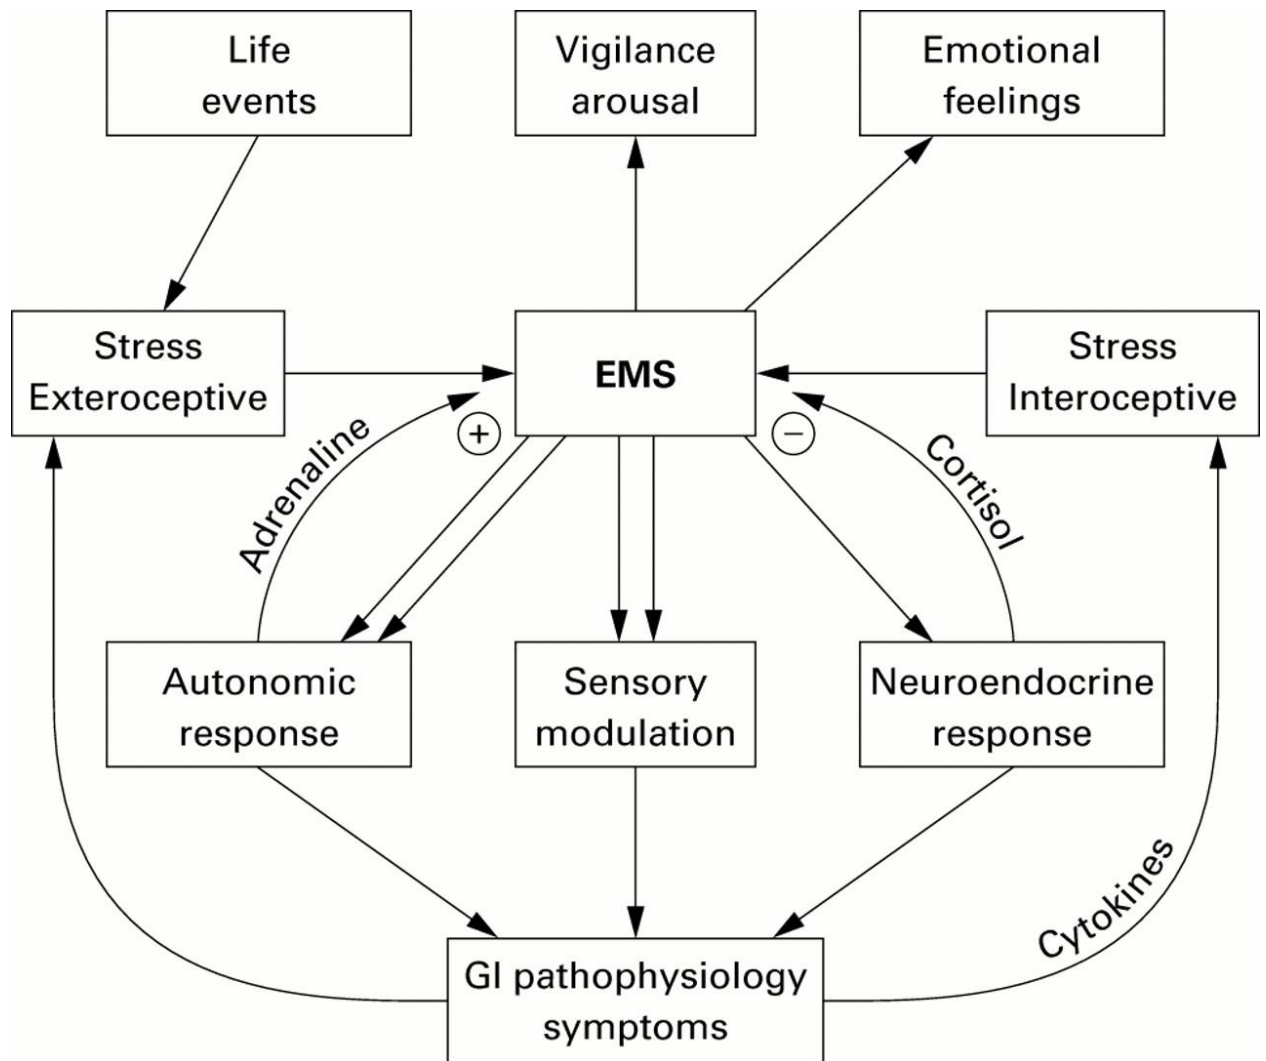 Life
events
Vigilance
arousal
Emotional
feelings
Stress
Exteroceptive
EMS
Stress
Interoceptive
+
−
Adrenaline
Cortisol
Autonomic
response
Sensory
modulation
Neuroendocrine
response
Cytokines
GI pathophysiology
symptoms